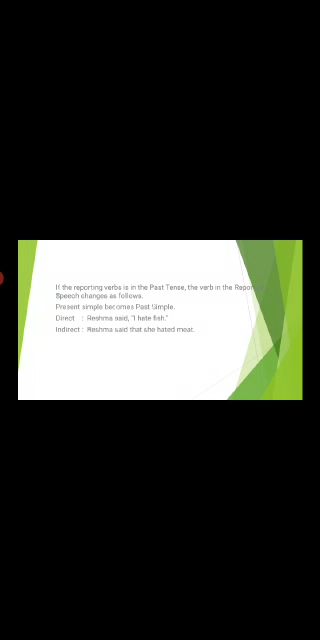 If the reporting verbs is in the Past Tense, the verb in the Reported
Speech changes as follows.
Present simple becomes Past Simple.
Direct : Reshma said, "I hate fish."
Indirect : Reshma said that she hated meat.